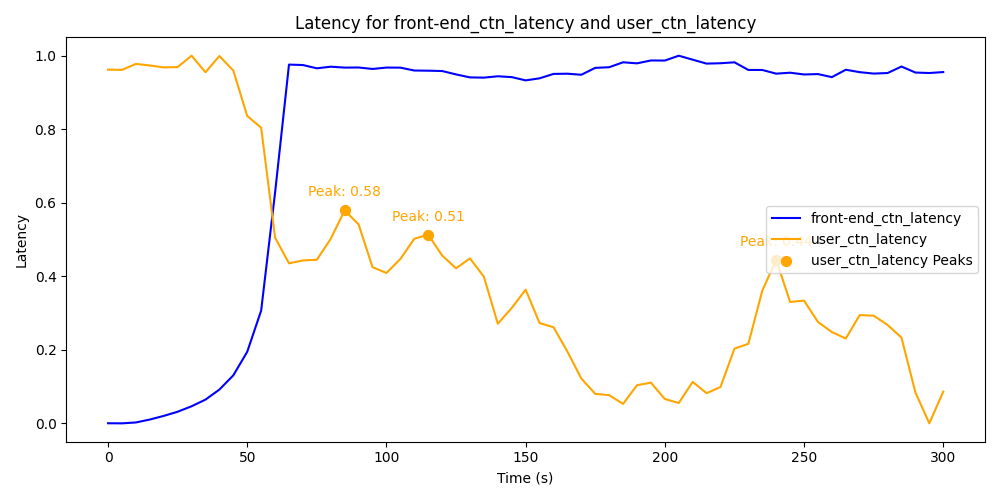 Latency for front-end_ctn_latency and user_ctn_latency
Latency
1.0
0.8
0.6
0.4
0.2
0.0
Peak: 0.58
Peak: 0.51
Peak:
front-end_ctn_latency
user_ctn_latency
user_ctn_latency Peaks
0
50
100
150
200
250
300
Time (s)